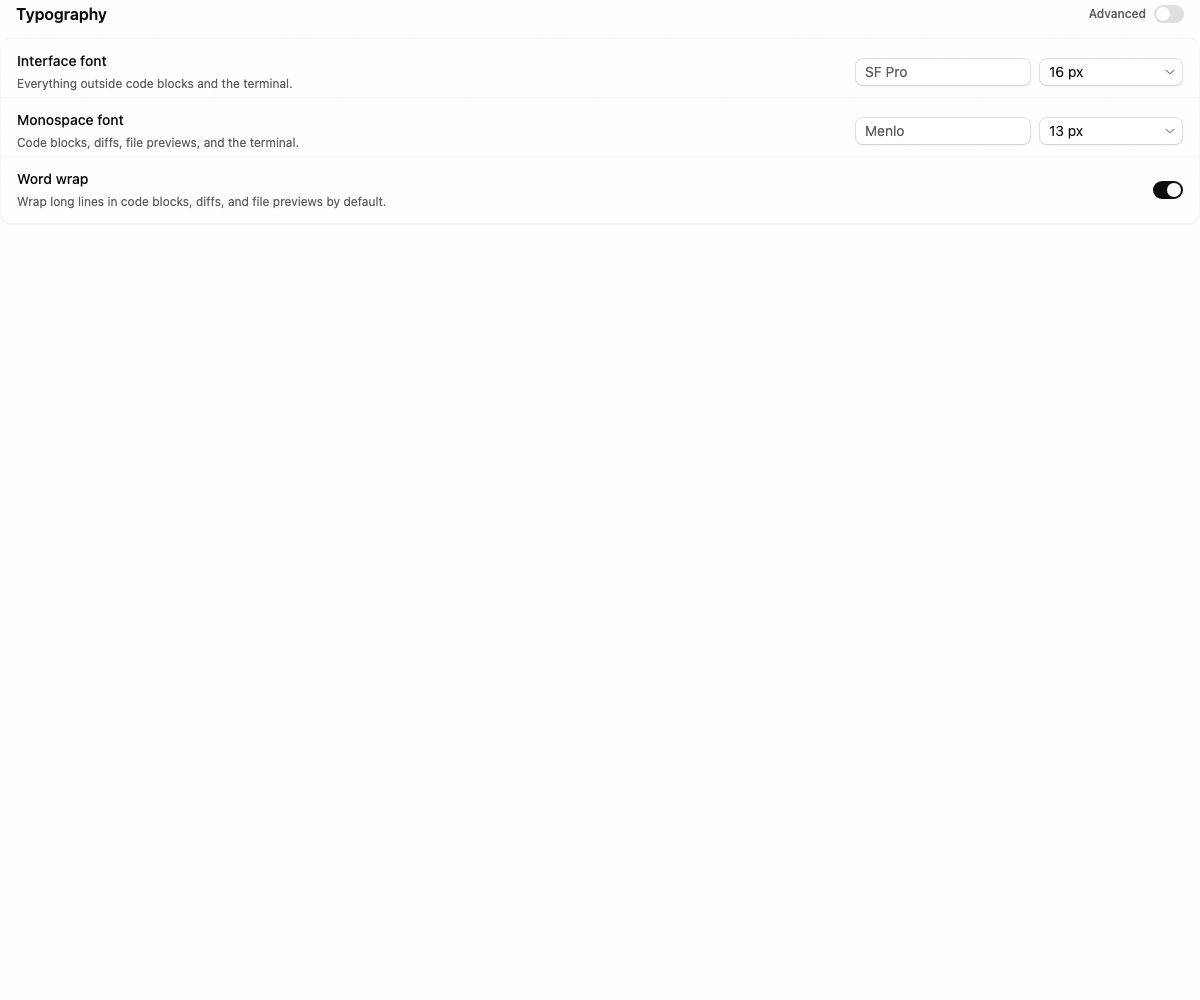 Typography
Advanced
Interface font
Everything outside code blocks and the terminal.
SF Pro
16 px
Monospace font
Code blocks, diffs, file previews, and the terminal.
Menlo
13 px
Word wrap
Wrap long lines in code blocks, diffs, and file previews by default.